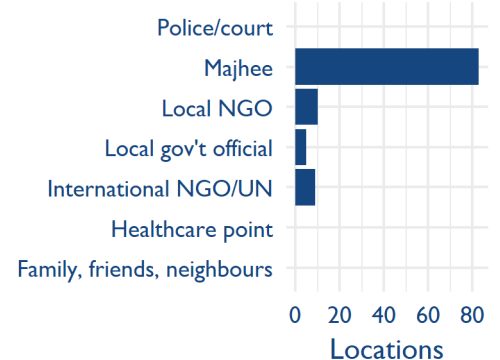 Police/court
Majhee
Local NGO
Local gov't official
International NGO/UN
Healthcare point
Family, friends, neighbours
0 20 40 60 80
Locations